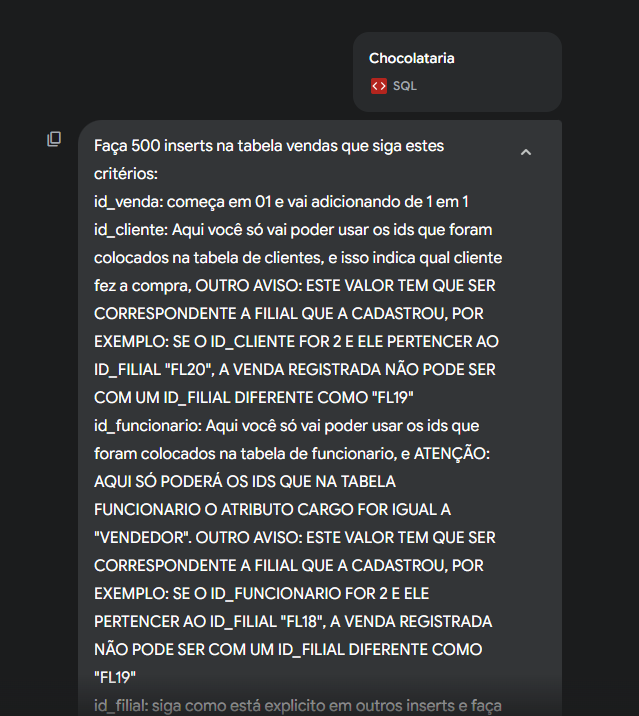 Chocolataria
<> SQL
Faça 500 inserts na tabela vendas que siga estes
critérios:
id_venda: começa em 01 e vai adicionando de 1 em 1
id_cliente: Aqui você só vai poder usar os ids que foram
colocados na tabela de clientes, e isso indica qual cliente
fez a compra, OUTRO AVISO: ESTE VALOR TEM QUE SER
CORRESPONDENTE A FILIAL QUE A CADASTROU, POR
EXEMPLO: SE O ID_CLIENTE FOR 2 E ELE PERTENCER AO
ID_FILIAL "FL20", A VENDA REGISTRADA NÃO PODE SER
COM UM ID_FILIAL DIFERENTE COMO "FL19"
id_funcionario: Aqui você só vai poder usar os ids que
foram colocados na tabela de funcionario, e ATENÇÃO:
AQUI SÓ PODERÁ OS IDS QUE NA TABELA
FUNCIONARIO O ATRIBUTO CARGO FOR IGUAL A
"VENDEDOR". OUTRO AVISO: ESTE VALOR TEM QUE SER
CORRESPONDENTE A FILIAL QUE A CADASTROU, POR
EXEMPLO: SE O ID_FUNCIONARIO FOR 2 E ELE
PERTENCER AO ID_FILIAL "FL18", A VENDA REGISTRADA
NÃO PODE SER COM UM ID_FILIAL DIFERENTE COMO
"FL19"
id_filial: siga como está explicito em outros inserts e faça